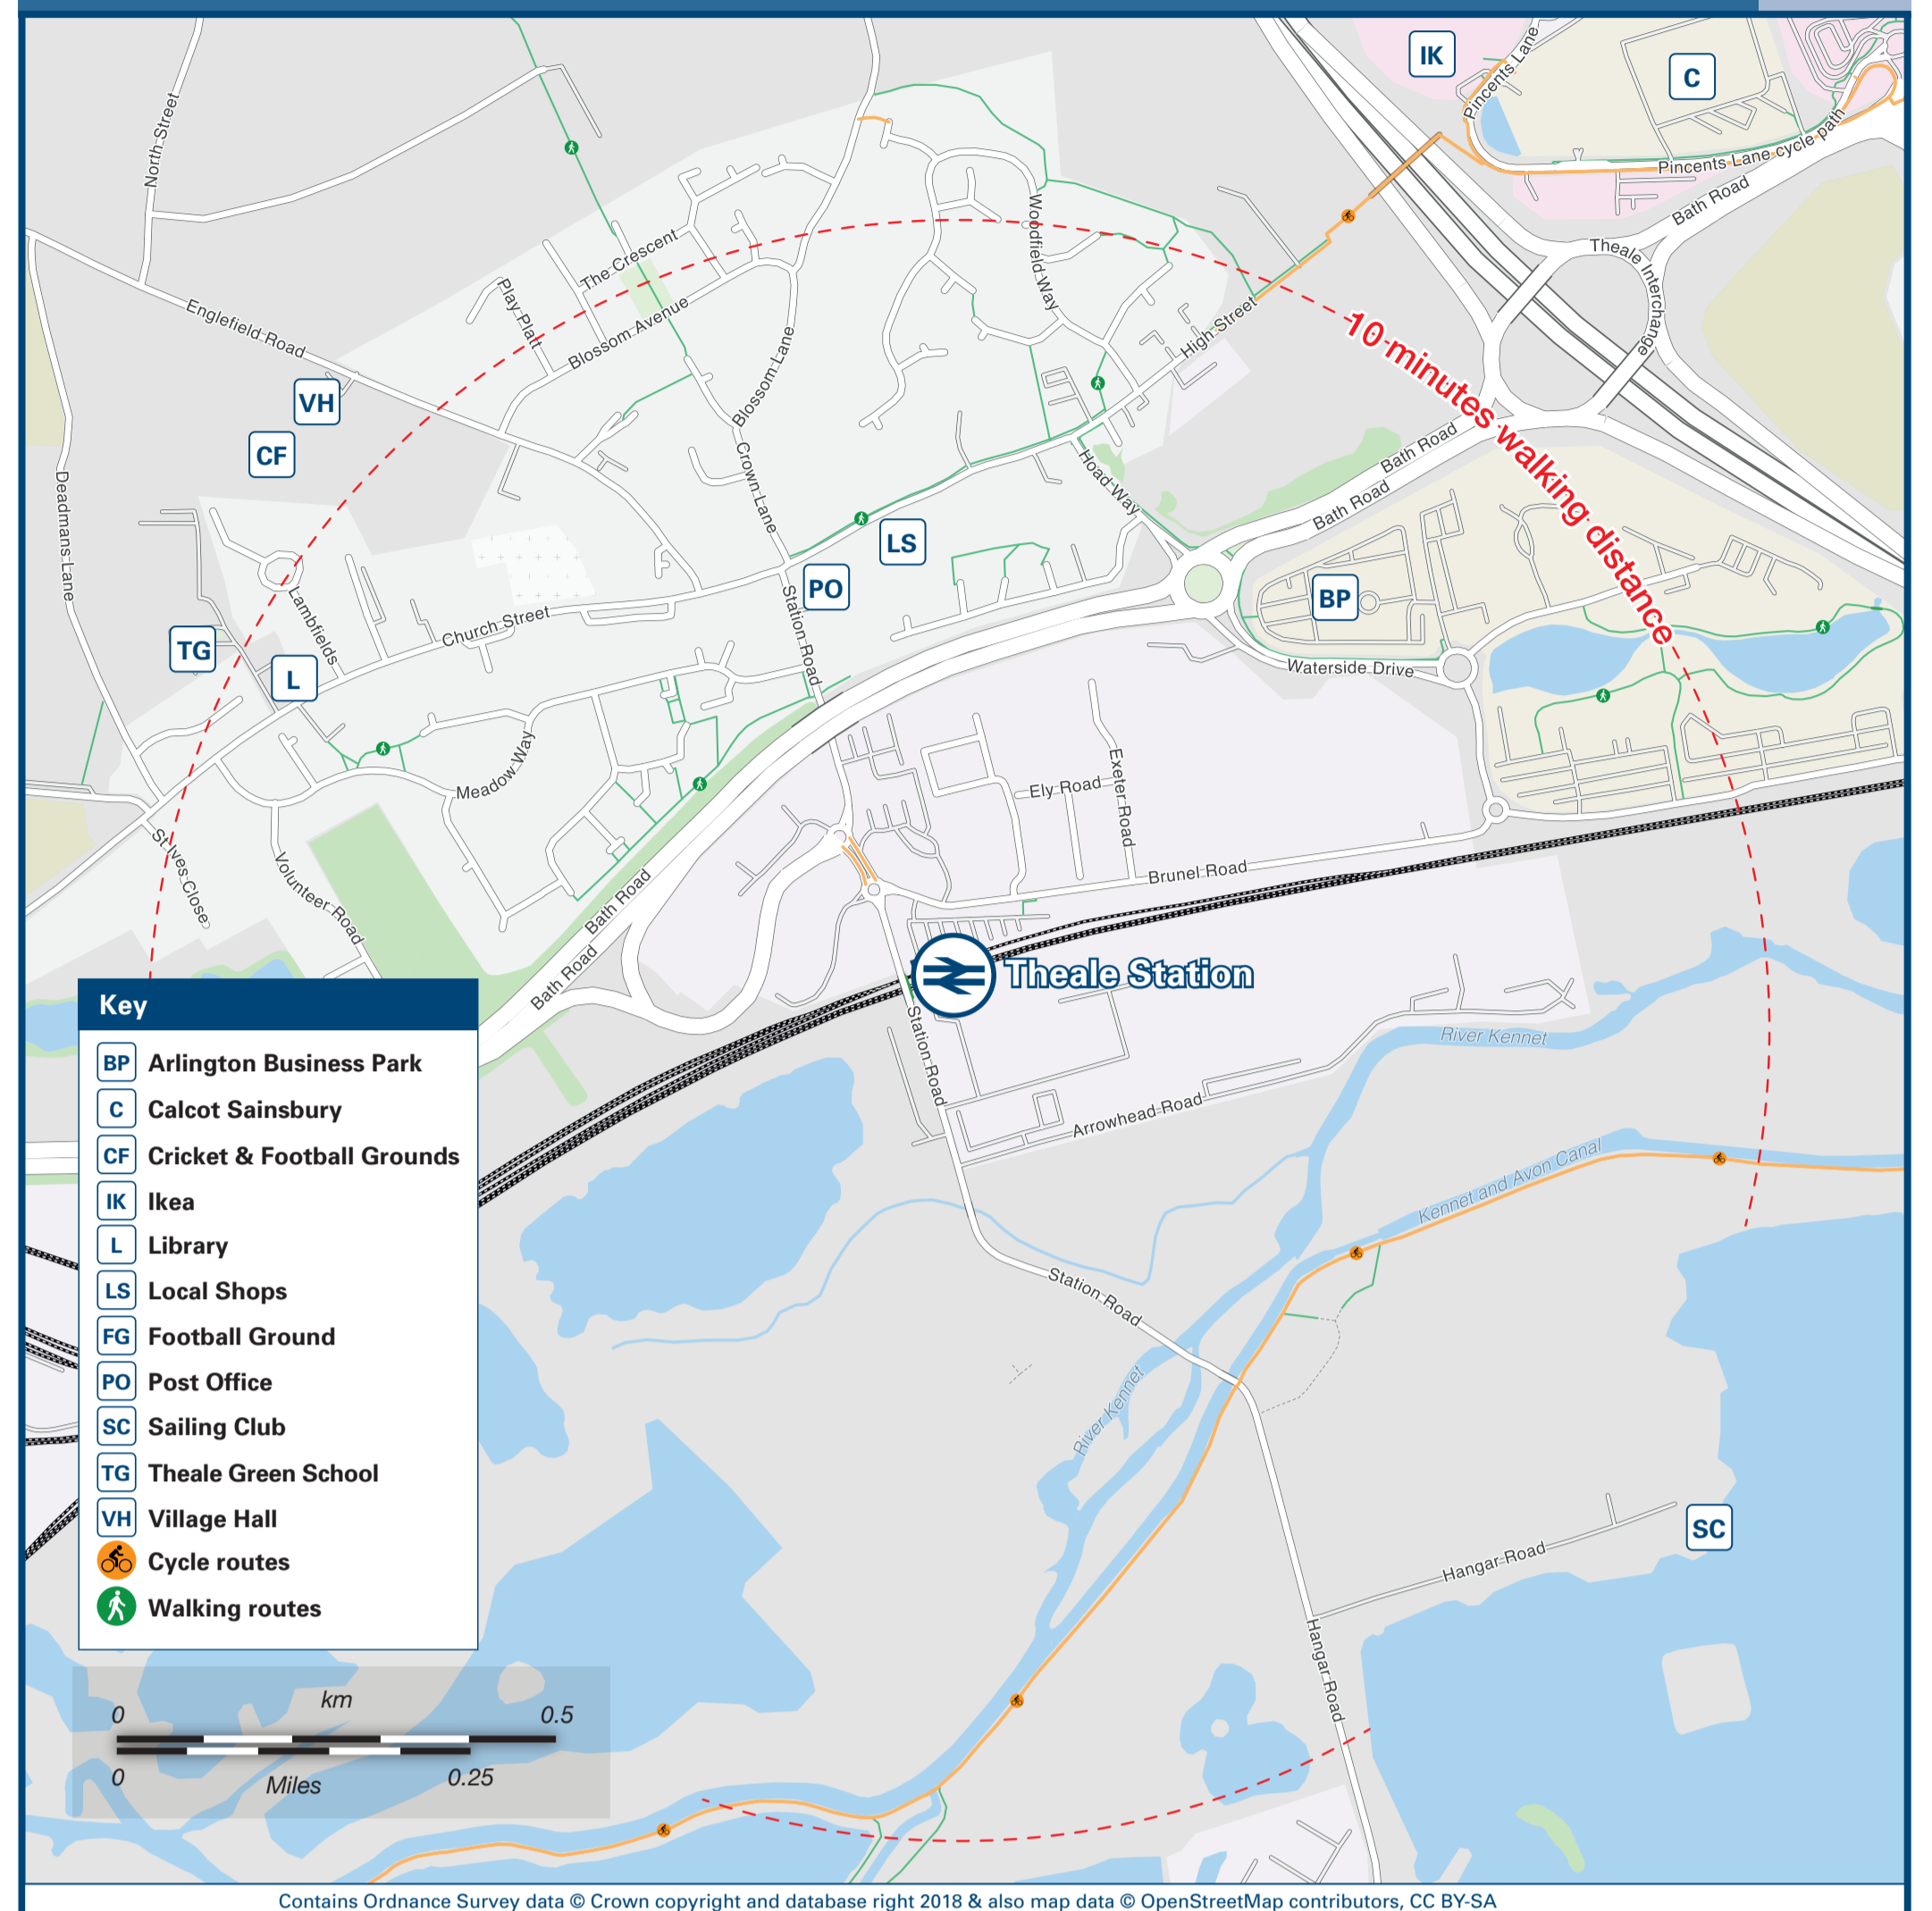 IK
C
Pincents Lane
Pincents Lane cycle path
Bath Road
Theale Interchange
North Street
Woodfield Way
The Crescent
Play Platt
Blossom Avenue
Englefield Road
Blossom Lane
High Street
10 minutes walking distance
VH
CF
Crown Lane
Hoad Way
Bath Road
Bath Road
Deadmans Lane
LS
PO
BP
Lambfields
Church Street
Station Road
TG
L
Waterside Drive
Meadow Way
Ely Road
Exeter Road
St Ives Close
Volunteer Road
Brunel Road
Bath Road
Bath Road
Theale Station
Station Road
River Kennet
Arrowhead Road
Kennet and Avon Canal
Station Road
River Kennet
SC
Hangar Road
Hangar Road
Key
BP Arlington Business Park
C Calcot Sainsbury
CF Cricket & Football Grounds
IK Ikea
L Library
LS Local Shops
FG Football Ground
PO Post Office
SC Sailing Club
TG Theale Green School
VH Village Hall
Cycle routes
Walking routes
km
0 0.5
0 Miles 0.25
Contains Ordnance Survey data © Crown copyright and database right 2018 & also map data © OpenStreetMap contributors, CC BY-SA